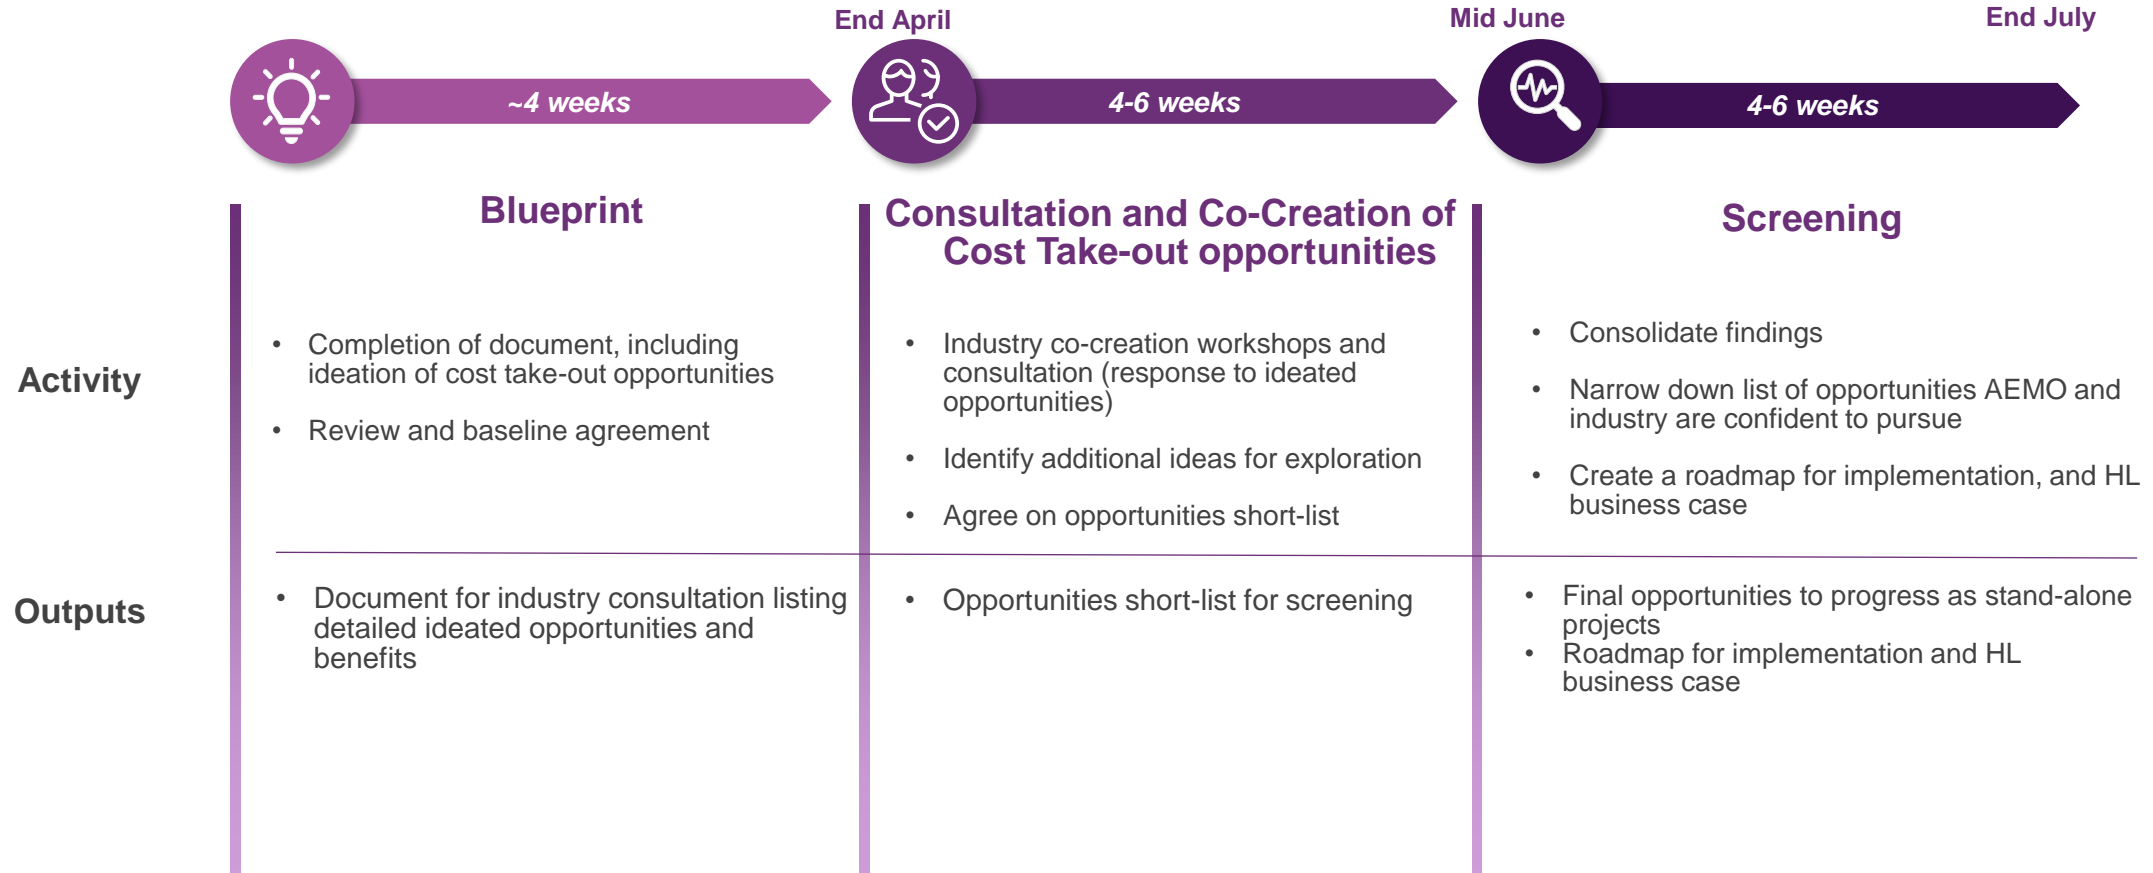 End April
Mid June
End July
~4 weeks
4-6 weeks
4-6 weeks
Blueprint
Consultation and Co-Creation of
Cost Take-out opportunities
Screening
Activity
• Completion of document, including
ideation of cost take-out opportunities
• Review and baseline agreement
• Industry co-creation workshops and
consultation (response to ideated
opportunities)
• Identify additional ideas for exploration
• Agree on opportunities short-list
• Consolidate findings
• Narrow down list of opportunities AEMO and
industry are confident to pursue
• Create a roadmap for implementation, and HL
business case
Outputs
• Document for industry consultation listing
detailed ideated opportunities and
benefits
• Opportunities short-list for screening
• Final opportunities to progress as stand-alone
projects
• Roadmap for implementation and HL
business case